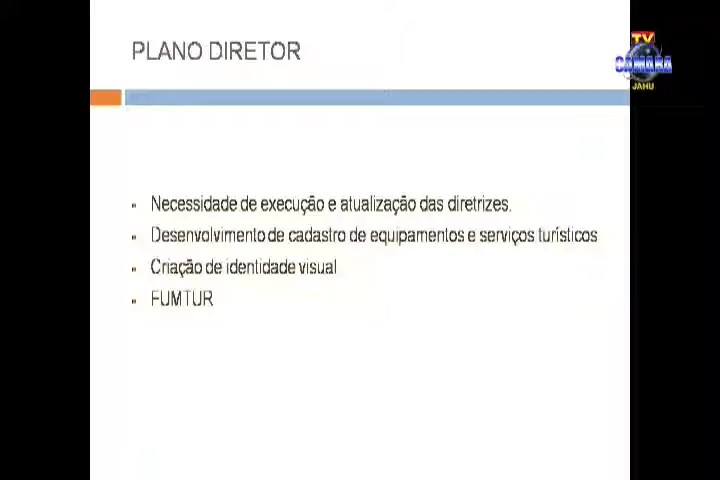 PLANO DIRETOR
TV
CAMARA
JAHU
Necessidade de execução e atualização das diretrizes.
Desenvolvimento de cadastro de equipamentos e serviços turísticos
Criação de identidade visual
FUMTUR